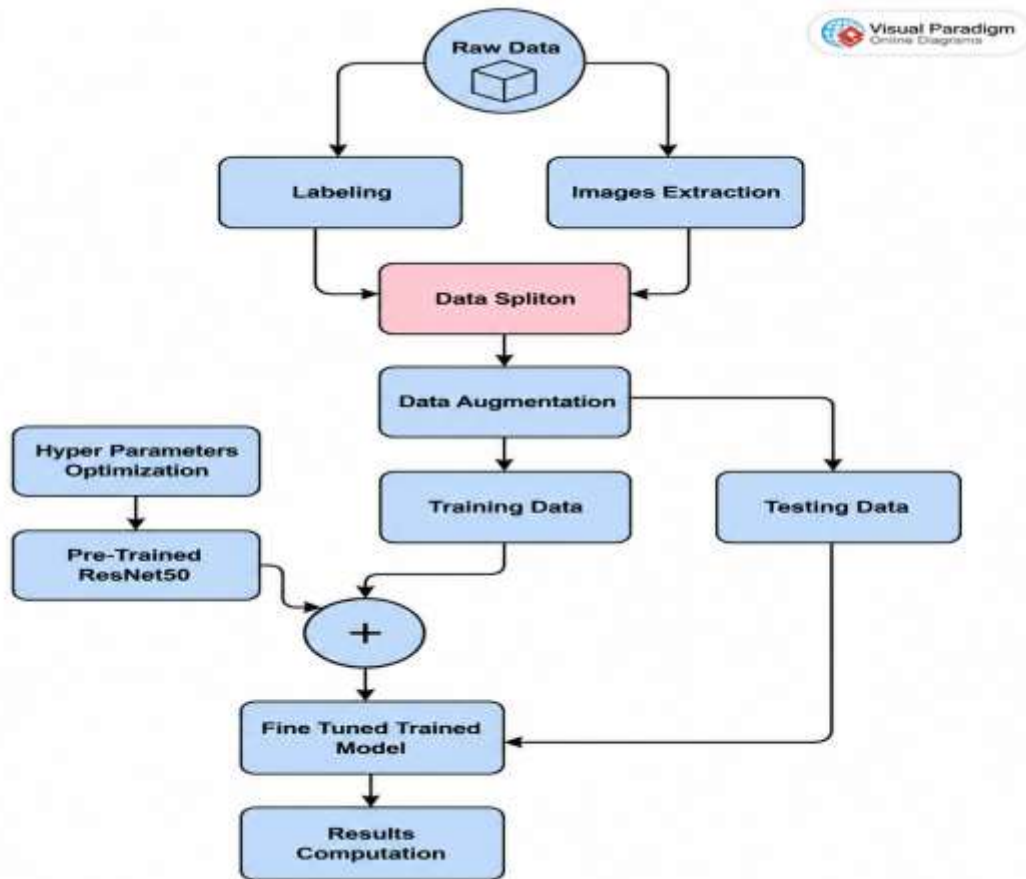 Visual Paradigm
Online Diagrams
Raw Data
Labeling
Images Extraction
Data Spliton
Data Augmentation
Hyper Parameters
Optimization
Training Data
Testing Data
Pre-Trained
ResNet50
+
Fine Tuned Trained
Model
Results
Computation